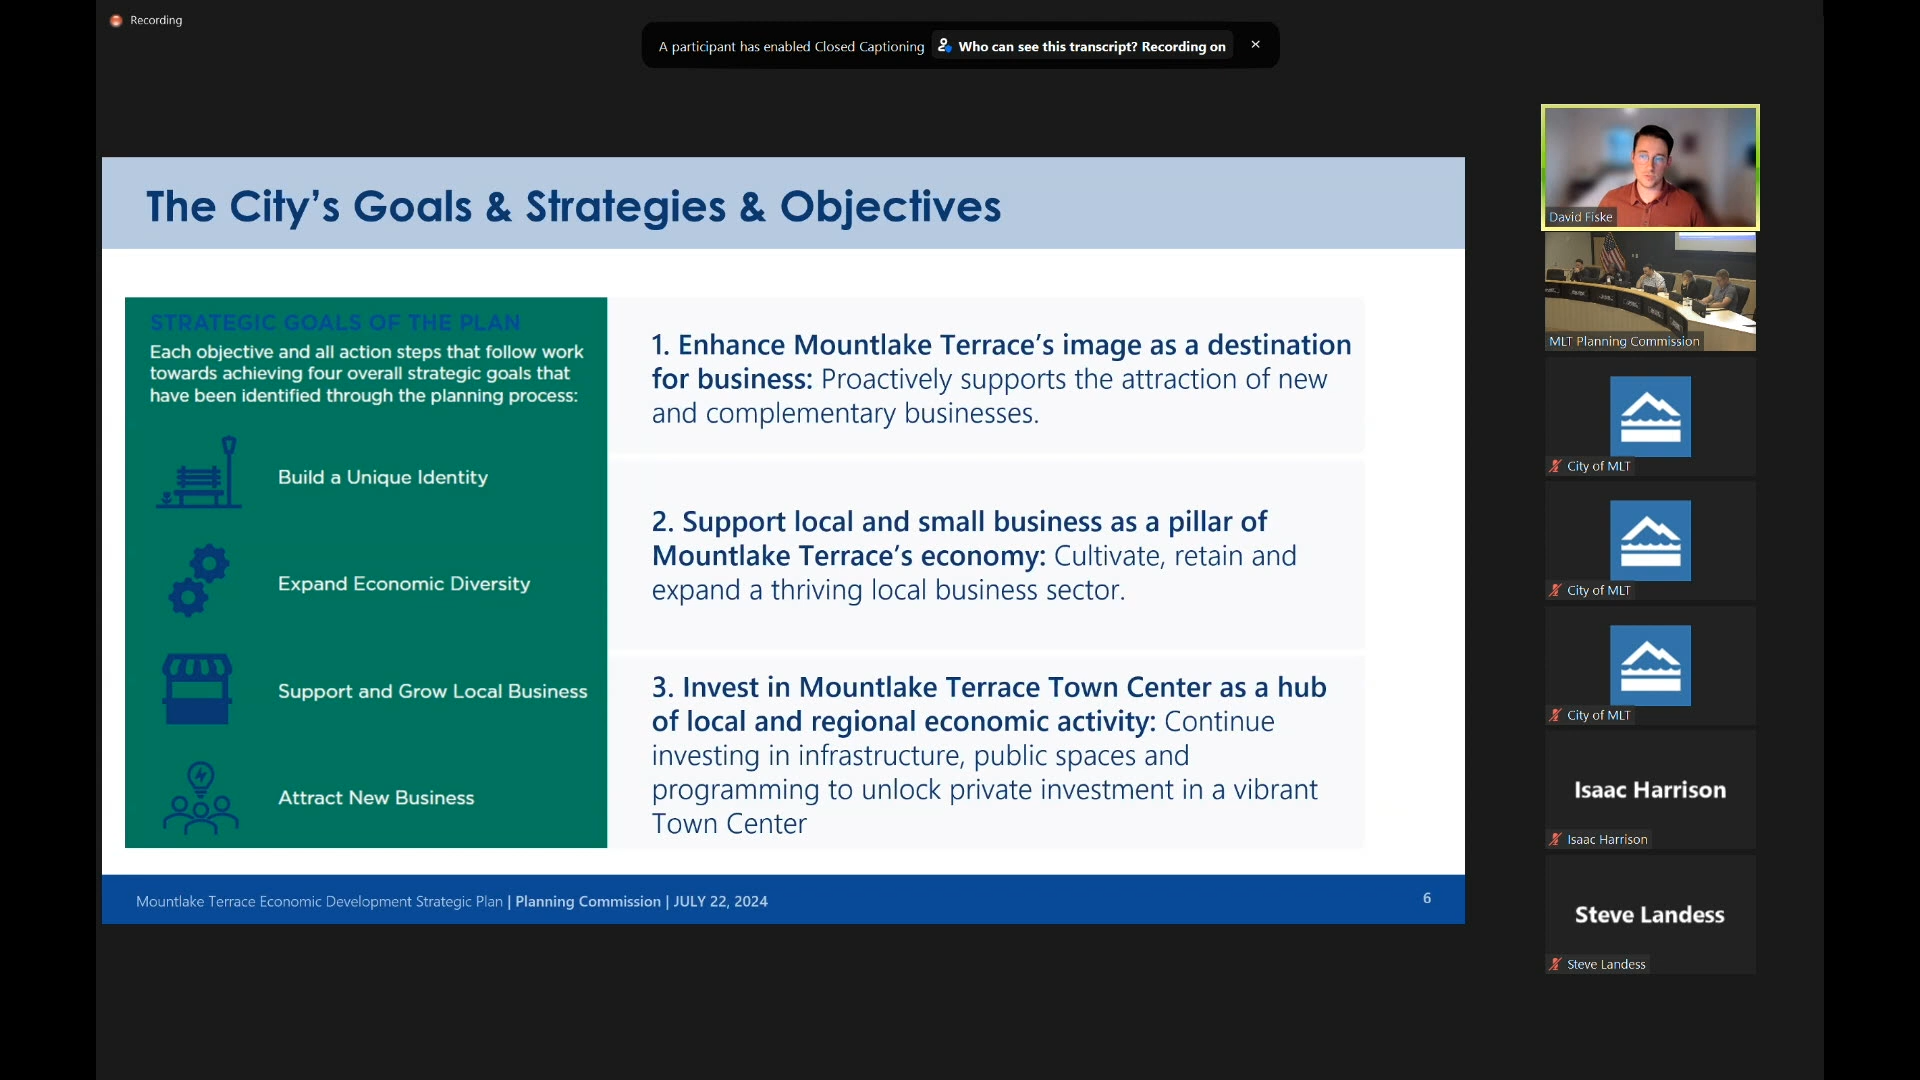 Recording
A participant has enabled Closed Captioning
Who can see this transcript? Recording on
The City's Goals & Strategies & Objectives
STRATEGIC GOALS OF THE PLAN
Each objective and all action steps that follow work
towards achieving four overall strategic goals that
have been identified through the planning process:
Build a Unique Identity
Expand Economic Diversity
Support and Grow Local Business
Attract New Business
1. Enhance Mountlake Terrace's image as a destination
for business: Proactively supports the attraction of new
and complementary businesses.
2. Support local and small business as a pillar of
Mountlake Terrace's economy: Cultivate, retain and
expand a thriving local business sector.
3. Invest in Mountlake Terrace Town Center as a hub
of local and regional economic activity: Continue
investing in infrastructure, public spaces and
programming to unlock private investment in a vibrant
Town Center
Mountlake Terrace Economic Development Strategic Plan | Planning Commission | JULY 22, 2024
6
David Fiske
MLT Planning Commission
City of MLT
City of MLT
City of MLT
Isaac Harrison
Isaac Harrison
Steve Landess
Steve Landess